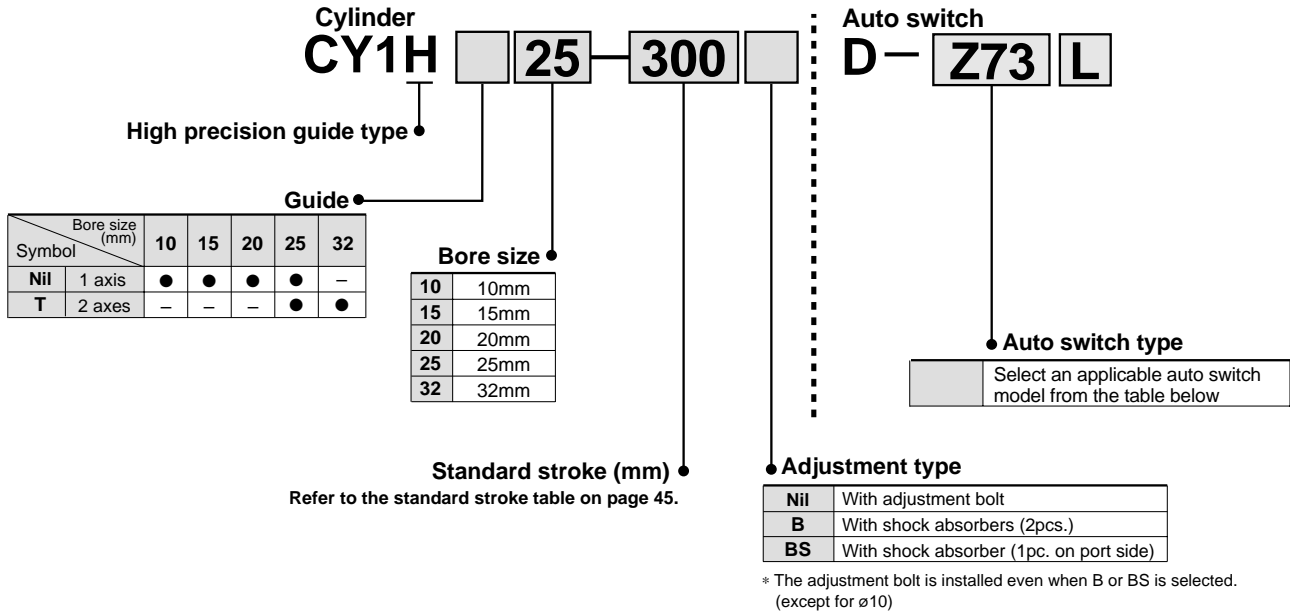 Cylinder
CY1H 25 — 300
Auto switch
D — Z73 L
High precision guide type
Guide
Symbol Bore size (mm) 10 15 20 25 32
Nil 1 axis ● ● ● ● –
T 2 axes – – – ● ●
Bore size
10 10mm
15 15mm
20 20mm
25 25mm
32 32mm
Auto switch type
Select an applicable auto switch
model from the table below
Standard stroke (mm)
Refer to the standard stroke table on page 45.
Adjustment type
Nil With adjustment bolt
B With shock absorbers (2pcs.)
BS With shock absorber (1pc. on port side)
* The adjustment bolt is installed even when B or BS is selected.
(except for ø10)